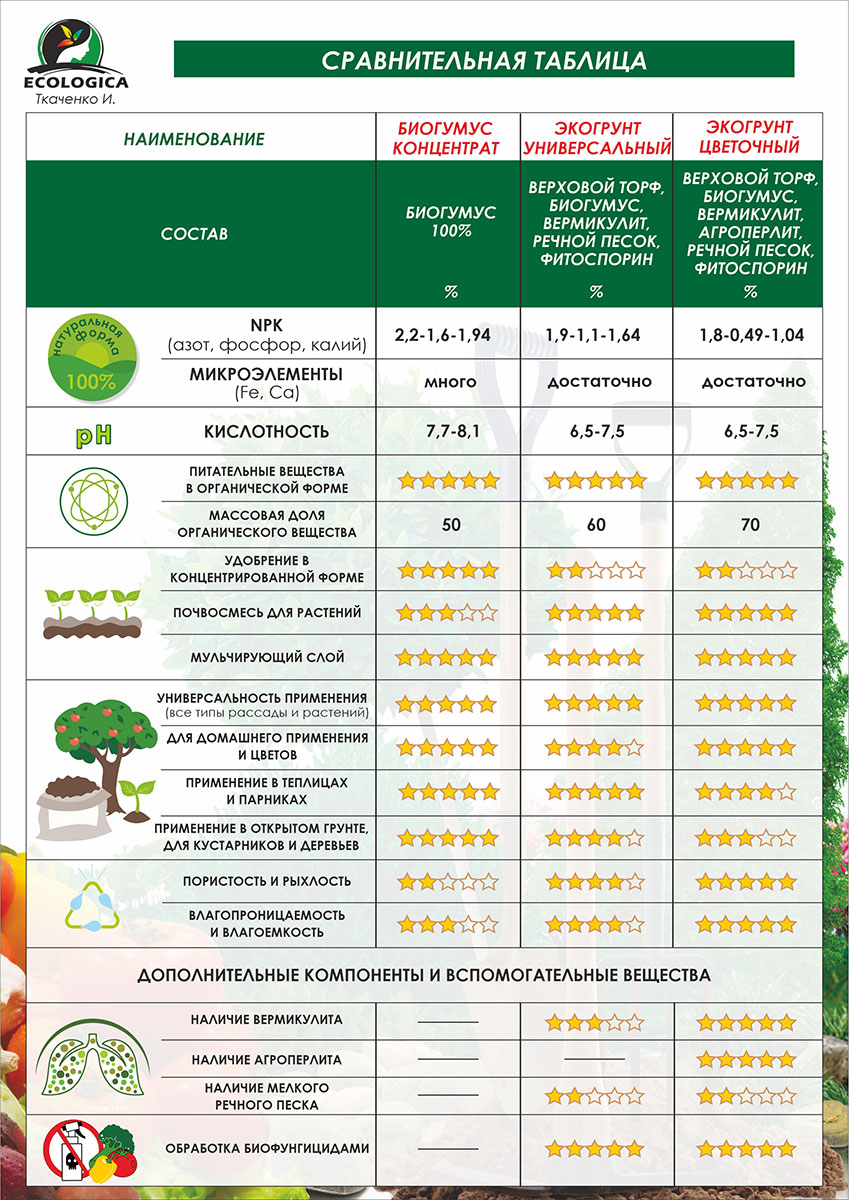 ECOLOGICA
Ткаченко И.
СРАВНИТЕЛЬНАЯ ТАБЛИЦА
НАИМЕНОВАНИЕ
БИОГУМУС
КОНЦЕНТРАТ
ЭКОГРУНТ
УНИВЕРСАЛЬНЫЙ
ЭКОГРУНТ
ЦВЕТОЧНЫЙ
СОСТАВ
БИОГУМУС
100%
%
ВЕРХОВОЙ ТОРФ,
БИОГУМУС,
ВЕРМИКУЛИТ,
РЕЧНОЙ ПЕСОК,
ФИТОСПОРИН
%
ВЕРХОВОЙ ТОРФ,
БИОГУМУС,
ВЕРМИКУЛИТ,
АГРОПЕРЛИТ,
РЕЧНОЙ ПЕСОК,
ФИТОСПОРИН
%
натуральная
форма
100%
NPK
(азот, фосфор, калий)
2,2-1,6-1,94
1,9-1,1-1,64
1,8-0,49-1,04
МИКРОЭЛЕМЕНТЫ
(Fe, Ca)
много
достаточно
достаточно
pH
КИСЛОТНОСТЬ
7,7-8,1
6,5-7,5
6,5-7,5
ПИТАТЕЛЬНЫЕ ВЕЩЕСТВА
В ОРГАНИЧЕСКОЙ ФОРМЕ
МАССОВАЯ ДОЛЯ
ОРГАНИЧЕСКОГО ВЕЩЕСТВА
50
60
70
УДОБРЕНИЕ В
КОНЦЕНТРИРОВАННОЙ ФОРМЕ
ПОЧВОСМЕСЬ ДЛЯ РАСТЕНИЙ
МУЛЬЧИРУЮЩИЙ СЛОЙ
УНИВЕРСАЛЬНОСТЬ ПРИМЕНЕНИЯ
(все типы рассады и растений)
ДЛЯ ДОМАШНЕГО ПРИМЕНЕНИЯ
И ЦВЕТОВ
ПРИМЕНЕНИЕ В ТЕПЛИЦАХ
И ПАРНИКАХ
ПРИМЕНЕНИЕ В ОТКРЫТОМ ГРУНТЕ,
ДЛЯ КУСТАРНИКОВ И ДЕРЕВЬЕВ
ПОРИСТОСТЬ И РЫХЛОСТЬ
ВЛАГОПРОНИЦАЕМОСТЬ
И ВЛАГОЕМКОСТЬ
ДОПОЛНИТЕЛЬНЫЕ КОМПОНЕНТЫ И ВСПОМОГАТЕЛЬНЫЕ ВЕЩЕСТВА
НАЛИЧИЕ ВЕРМИКУЛИТА
НАЛИЧИЕ АГРОПЕРЛИТА
НАЛИЧИЕ МЕЛКОГО
РЕЧНОГО ПЕСКА
ОБРАБОТКА БИОФУНГИЦИДАМИ